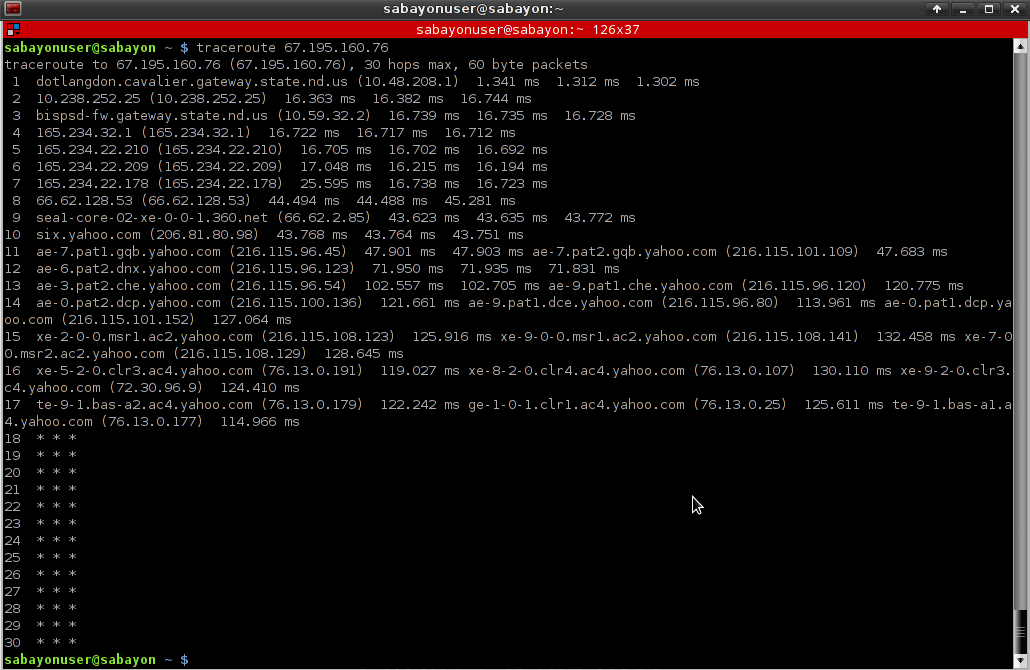 sabayonuser@sabayon:~
sabayonuser@sabayon:~ 126x37
sabayonuser@sabayon ~ $ traceroute 67.195.160.76
traceroute to 67.195.160.76 (67.195.160.76), 30 hops max, 60 byte packets
 1  dotlangdon.cavalier.gateway.state.nd.us (10.48.208.1)  1.341 ms  1.312 ms  1.302 ms
 2  10.238.252.25 (10.238.252.25)  16.363 ms  16.382 ms  16.744 ms
 3  bispsd-fw.gateway.state.nd.us (10.59.32.2)  16.739 ms  16.735 ms  16.728 ms
 4  165.234.32.1 (165.234.32.1)  16.722 ms  16.717 ms  16.712 ms
 5  165.234.22.210 (165.234.22.210)  16.705 ms  16.702 ms  16.692 ms
 6  165.234.22.209 (165.234.22.209)  17.048 ms  16.215 ms  16.194 ms
 7  165.234.22.178 (165.234.22.178)  25.595 ms  16.738 ms  16.723 ms
 8  66.62.128.53 (66.62.128.53)  44.494 ms  44.488 ms  45.281 ms
 9  sea1-core-02-xe-0-0-1.360.net (66.62.2.85)  43.623 ms  43.635 ms  43.772 ms
10  six.yahoo.com (206.81.80.98)  43.768 ms  43.764 ms  43.751 ms
11  ae-7.pat1.gqb.yahoo.com (216.115.96.45)  47.901 ms  47.903 ms ae-7.pat2.gqb.yahoo.com (216.115.101.109)  47.683 ms
12  ae-6.pat2.dnx.yahoo.com (216.115.96.123)  71.950 ms  71.935 ms  71.831 ms
13  ae-3.pat2.che.yahoo.com (216.115.96.54)  102.557 ms  102.705 ms ae-9.pat1.che.yahoo.com (216.115.96.120)  120.775 ms
14  ae-0.pat2.dcp.yahoo.com (216.115.100.136)  121.661 ms ae-9.pat1.dce.yahoo.com (216.115.96.80)  113.961 ms ae-0.pat1.dcp.ya
oo.com (216.115.101.152)  127.064 ms
15  xe-2-0-0.msr1.ac2.yahoo.com (216.115.108.123)  125.916 ms xe-9-0-0.msr1.ac2.yahoo.com (216.115.108.141)  132.458 ms xe-7-0
0.msr2.ac2.yahoo.com (216.115.108.129)  128.645 ms
16  xe-5-2-0.clr3.ac4.yahoo.com (76.13.0.191)  119.027 ms xe-8-2-0.clr4.ac4.yahoo.com (76.13.0.107)  130.110 ms xe-9-2-0.clr3.
c4.yahoo.com (72.30.96.9)  124.410 ms
17  te-9-1.bas-a2.ac4.yahoo.com (76.13.0.179)  122.242 ms ge-1-0-1.clr1.ac4.yahoo.com (76.13.0.25)  125.611 ms te-9-1.bas-a1.a
4.yahoo.com (76.13.0.177)  114.966 ms
18  * * *
19  * * *
20  * * *
21  * * *
22  * * *
23  * * *
24  * * *
25  * * *
26  * * *
27  * * *
28  * * *
29  * * *
30  * * *
sabayonuser@sabayon ~ $